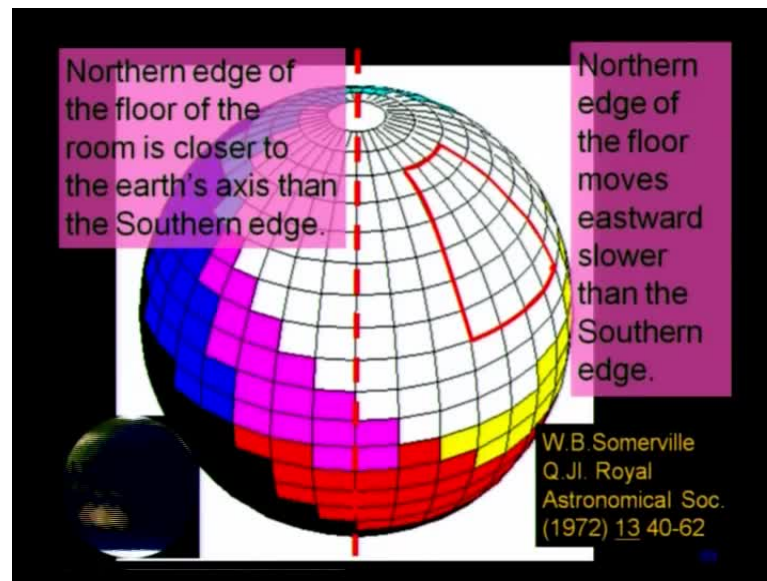 Northern edge of
the floor of the
room is closer to
the earth's axis than
the Southern edge.
Northern
edge of
the floor
moves
eastward
slower
than the
Southern
edge.
W.B.Somerville
Q.Jl. Royal
Astronomical Soc.
(1972) 13 40-62